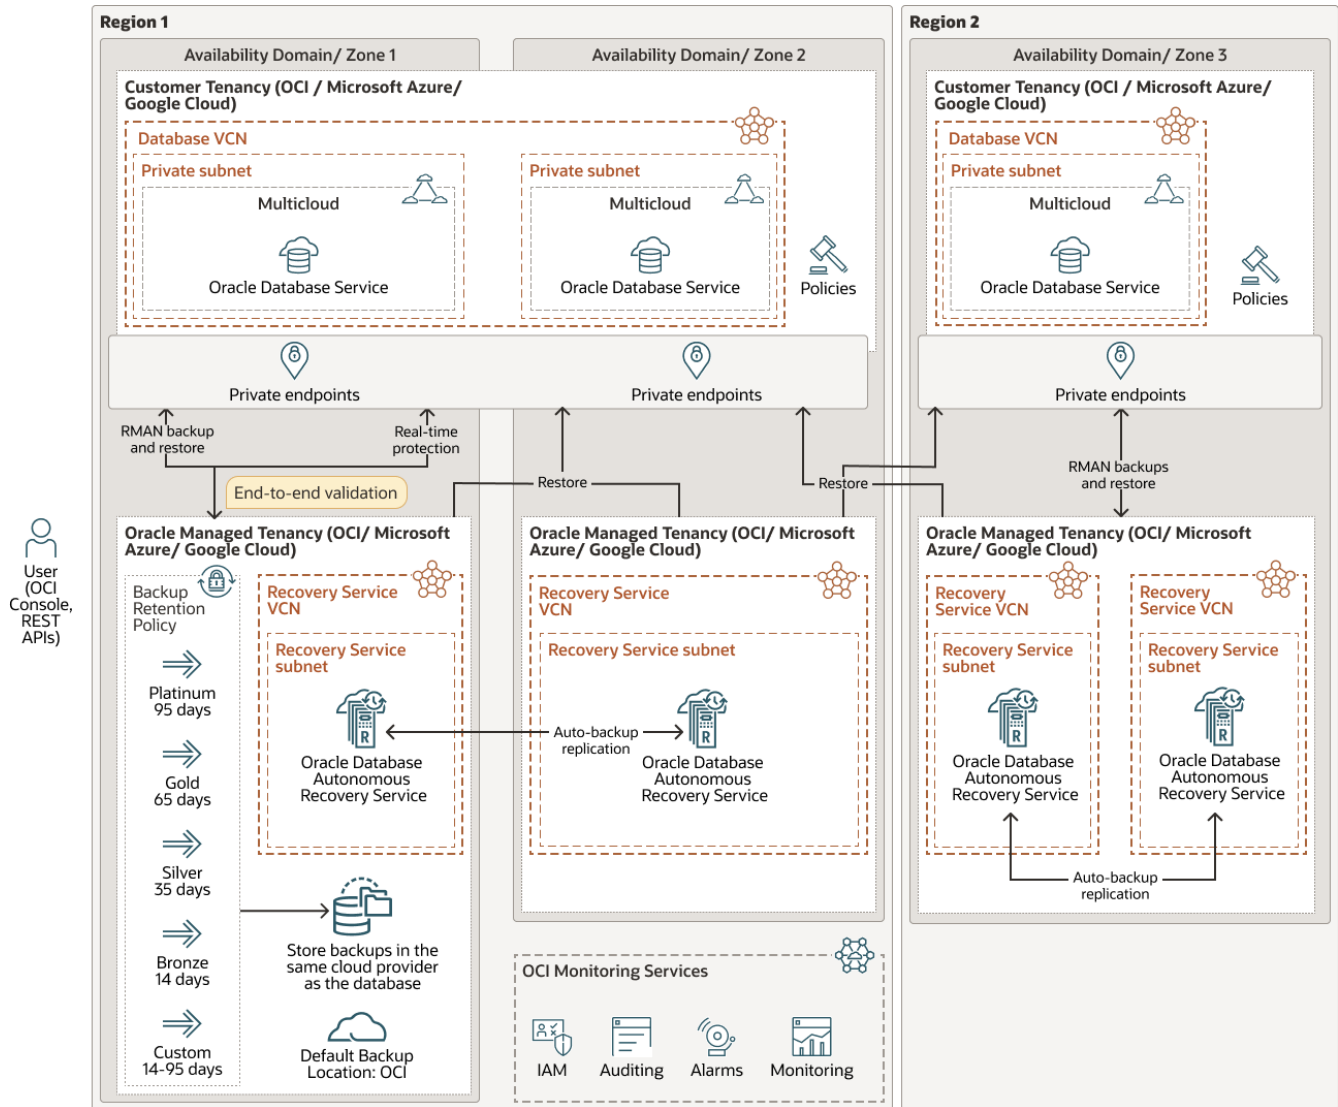 Region 1
Availability Domain/ Zone 1
Availability Domain/ Zone 2
Customer Tenancy (OCI / Microsoft Azure/
Google Cloud)
Database VCN
Private subnet
Multicloud
Oracle Database Service
Private subnet
Multicloud
Oracle Database Service
Policies
Private endpoints
Private endpoints
Region 2
Availability Domain/ Zone 3
Customer Tenancy (OCI / Microsoft Azure/
Google Cloud)
Database VCN
Private subnet
Multicloud
Oracle Database Service
Policies
Private endpoints
RMAN backup
and restore
Real-time
protection
End-to-end validation
Restore
Restore
RMAN backups
and restore
User
(OCI
Console,
REST
APIs)
Oracle Managed Tenancy (OCI/ Microsoft
Azure/ Google Cloud)
Backup
Retention
Policy
Platinum
95 days
Gold
65 days
Silver
35 days
Bronze
14 days
Custom
14-95 days
Recovery Service
VCN
Recovery Service
subnet
R
Oracle Database
Autonomous
Recovery Service
Store backups in the
same cloud provider
as the database
Default Backup
Location: OCI
Auto-backup
replication
Oracle Managed Tenancy (OCI/ Microsoft
Azure/ Google Cloud)
Recovery Service
VCN
Recovery Service subnet
R
Oracle Database
Autonomous
Recovery Service
OCI Monitoring Services
IAM
Auditing
Alarms
Monitoring
Oracle Managed Tenancy (OCI/ Microsoft
Azure/ Google Cloud)
Recovery
Service VCN
Recovery Service
subnet
R
Oracle Database
Autonomous
Recovery Service
Recovery
Service VCN
Recovery Service
subnet
R
Oracle Database
Autonomous
Recovery Service
Auto-backup
replication